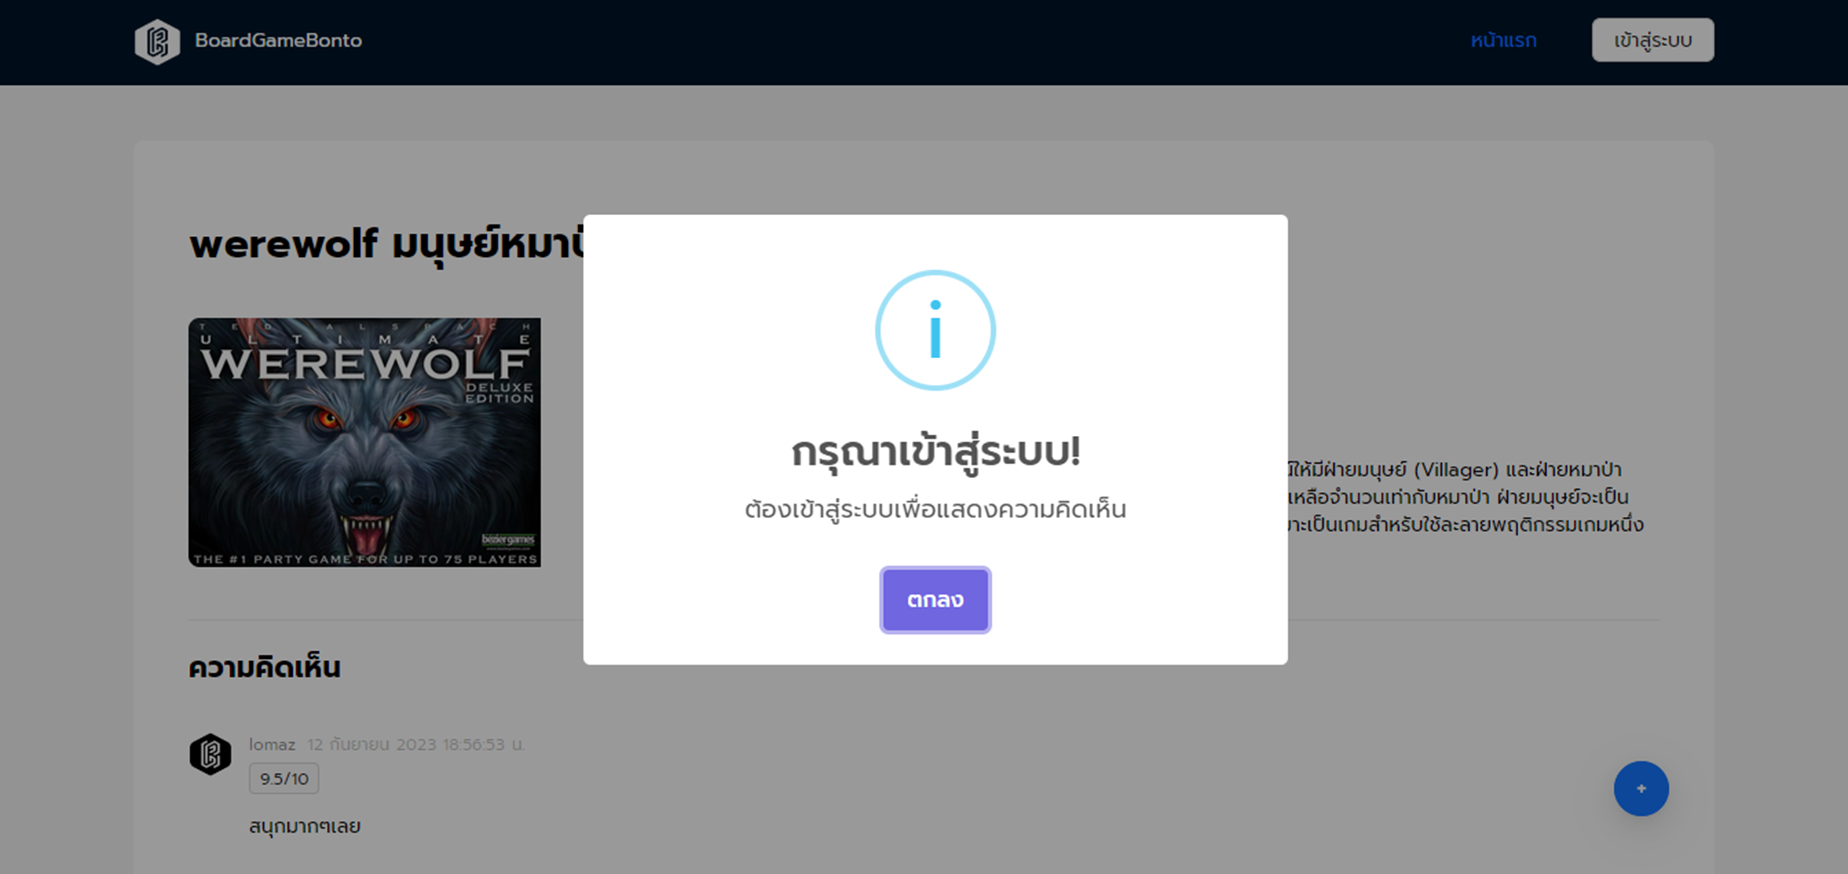 BoardGameBonto
หน้าแรก
เข้าสู่ระบบ
werewolf มนุษย์หมาป่
TED ALSPACH
ULTIMATE
WEREWOLF
DELUXE
EDITION
béziergames
THE #1 PARTY GAME FOR UP TO 75 PLAYERS
i
กรุณาเข้าสู่ระบบ!
ต้องเข้าสู่ระบบเพื่อแสดงความคิดเห็น
ตกลง
ให้มีฝ่ายมนุษย์ (Villager) และฝ่ายหมาป่า
เหลือจำนวนเท่ากับหมาป่า ฝ่ายมนุษย์จะเป็น
าะเป็นเกมสำหรับใช้ละลายพฤติกรรมเกมหนึ่ง
ความคิดเห็น
lomaz 12 กันยายน 2023 18:56:53 น.
9.5/10
สนุกมากๆเลย
+